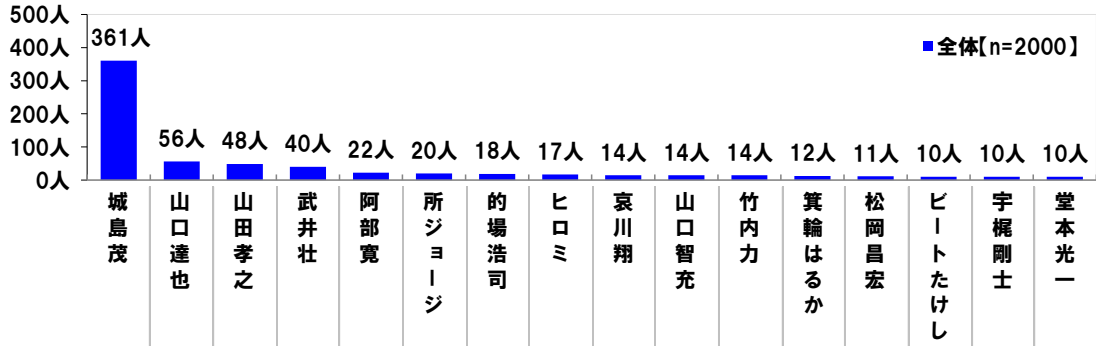 500人
400人
300人
200人
100人
0人
■全体【n=2000】
361人
56人
48人
40人
22人
20人
18人
17人
14人
14人
14人
12人
11人
10人
10人
10人
城島茂
山口達也
山田孝之
武井壮
阿部寛
所ジョージ
的場浩司
ヒロミ
哀川翔
山口智充
竹内力
箕輪はるか
松岡昌宏
ビートたけし
宇梶剛士
堂本光一